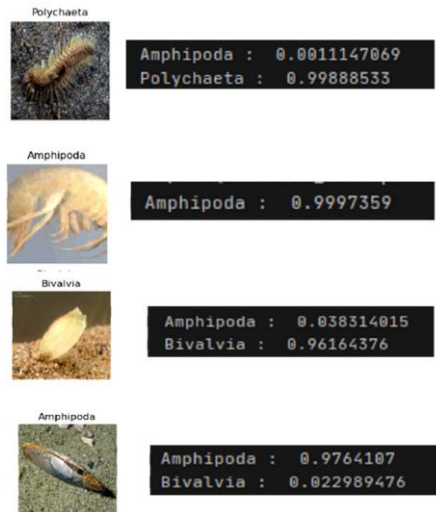 Polychaeta
Amphipoda : 0.0011147069
Polychaeta : 0.99888533
Amphipoda
Amphipoda : 0.9997359
Bivalvia
Amphipoda : 0.038314015
Bivalvia : 0.96164376
Amphipoda
Amphipoda : 0.9764107
Bivalvia : 0.022989476